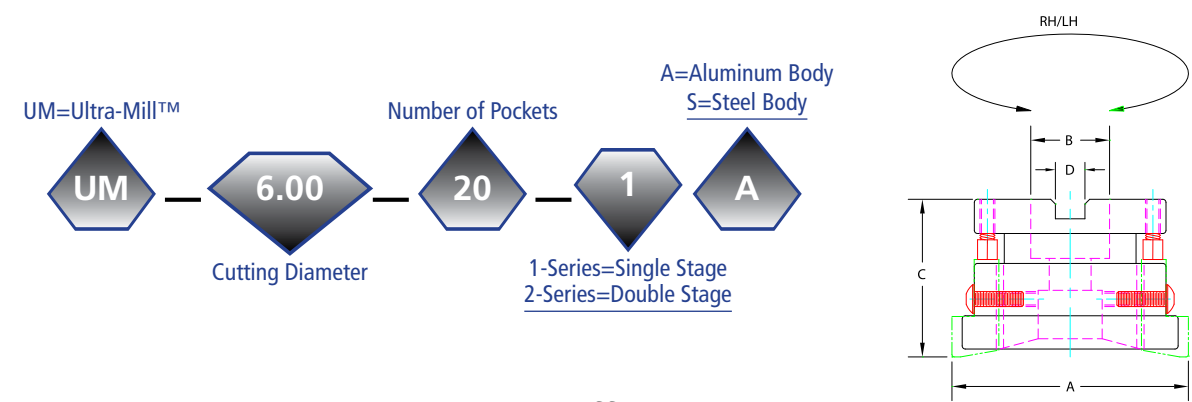 UM=Ultra-Mill™
Number of Pockets
A=Aluminum Body
S=Steel Body
UM
6.00
20
1
A
Cutting Diameter
1-Series=Single Stage
2-Series=Double Stage
RH/LH
B
D
C
A